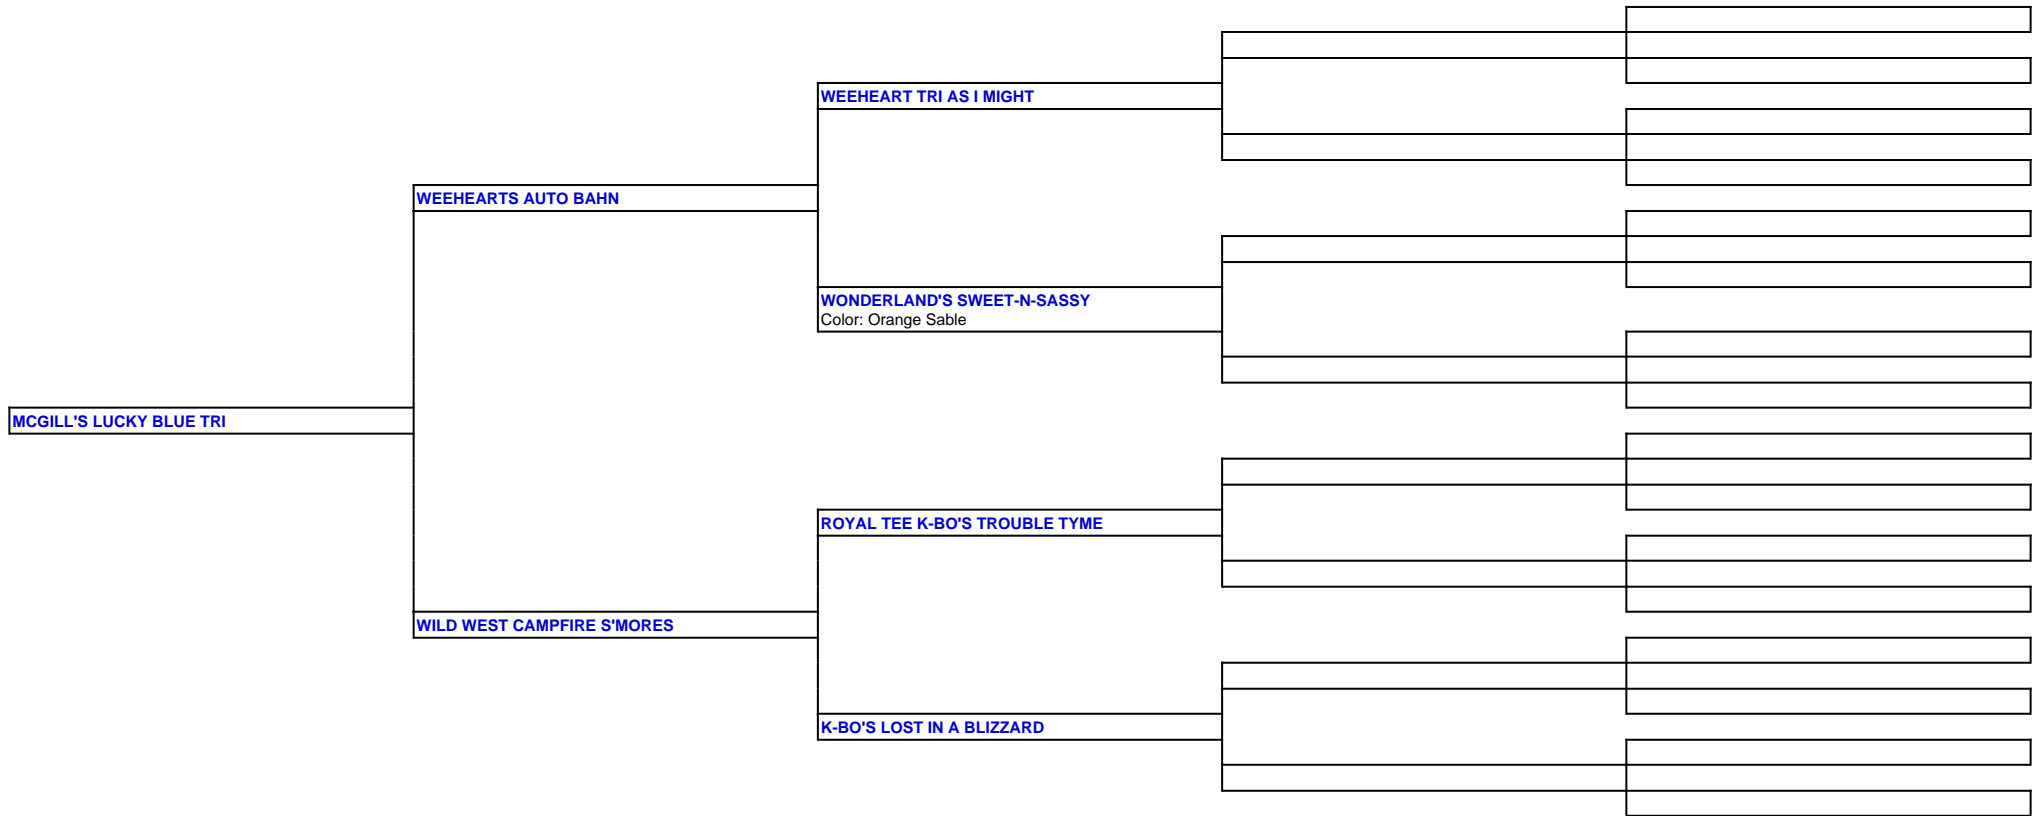 WEEHEART TRI AS I MIGHT
WEEHEARTS AUTO BAHN
WONDERLAND'S SWEET-N-SASSY
Color: Orange Sable
MCGILL'S LUCKY BLUE TRI
ROYAL TEE K-BO'S TROUBLE TYME
WILD WEST CAMPFIRE S'MORES
K-BO'S LOST IN A BLIZZARD